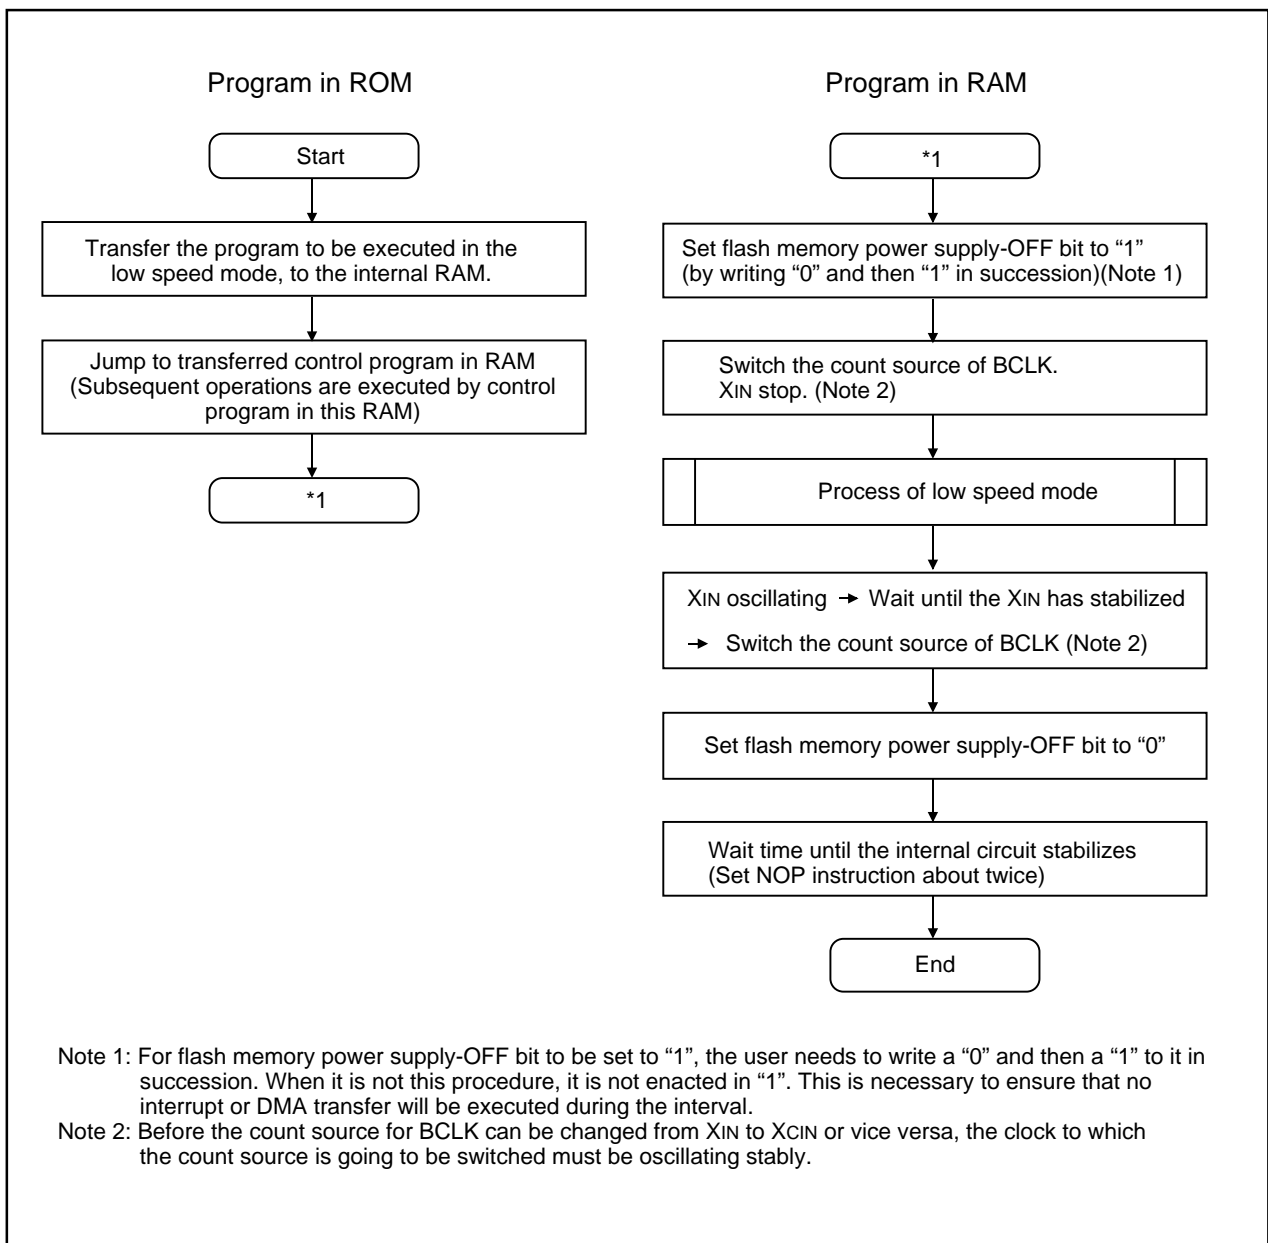 Program in ROM
Start
Transfer the program to be executed in the
low speed mode, to the internal RAM.
Jump to transferred control program in RAM
(Subsequent operations are executed by control
program in this RAM)
*1
Program in RAM
*1
Set flash memory power supply-OFF bit to “1”
(by writing “0” and then “1” in succession)(Note 1)
Switch the count source of BCLK.
XIN stop. (Note 2)
Process of low speed mode
XIN oscillating → Wait until the XIN has stabilized
→ Switch the count source of BCLK (Note 2)
Set flash memory power supply-OFF bit to “0”
Wait time until the internal circuit stabilizes
(Set NOP instruction about twice)
End
Note 1: For flash memory power supply-OFF bit to be set to “1”, the user needs to write a “0” and then a “1” to it in
succession. When it is not this procedure, it is not enacted in “1”. This is necessary to ensure that no
interrupt or DMA transfer will be executed during the interval.
Note 2: Before the count source for BCLK can be changed from XIN to XCIN or vice versa, the clock to which
the count source is going to be switched must be oscillating stably.